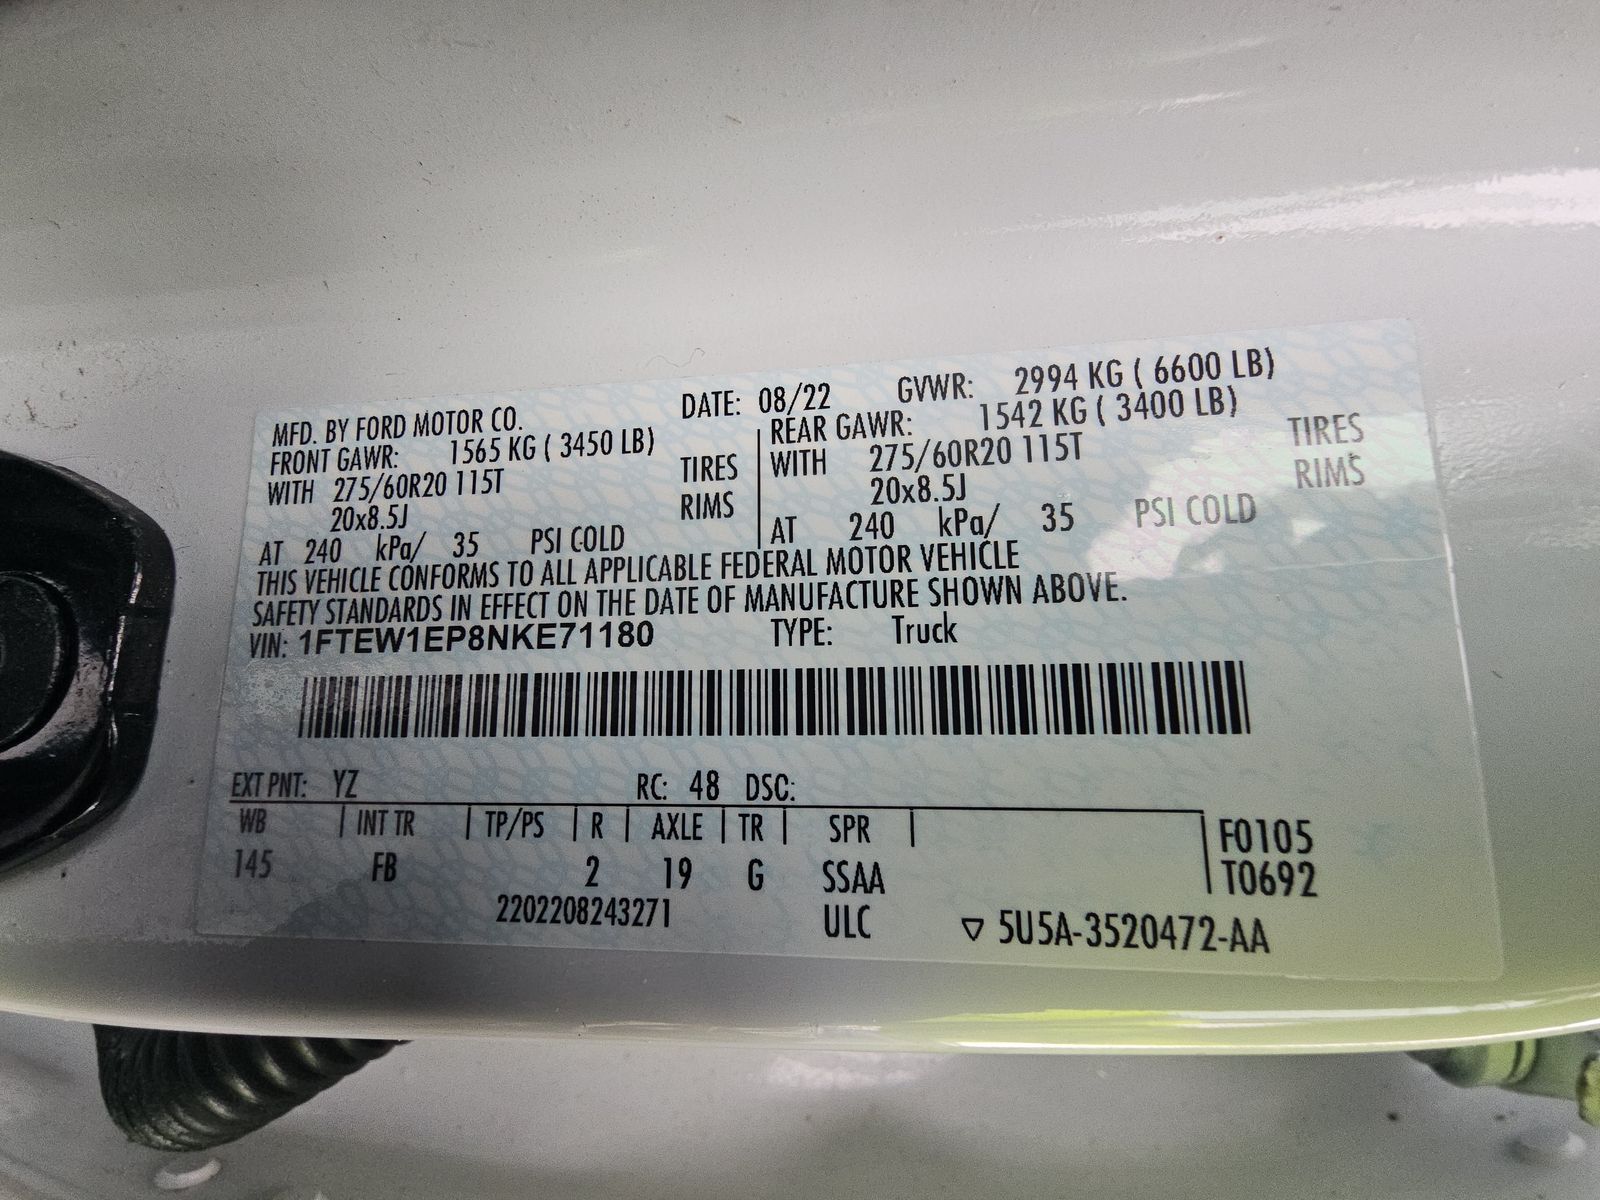 MFD. BY FORD MOTOR CO. DATE: 08/22 GVWR: 2994 KG ( 6600 LB)
FRONT GAWR: 1565 KG ( 3450 LB) REAR GAWR: 1542 KG ( 3400 LB)
WITH 275/60R20 115T TIRES WITH 275/60R20 115T TIRES
20x8.5J RIMS 20x8.5J RIMS
AT 240 kPa/ 35 PSI COLD AT 240 kPa/ 35 PSI COLD
THIS VEHICLE CONFORMS TO ALL APPLICABLE FEDERAL MOTOR VEHICLE
SAFETY STANDARDS IN EFFECT ON THE DATE OF MANUFACTURE SHOWN ABOVE.
VIN: 1FTEW1EP8NKE71180 TYPE: Truck
EXT PNT: YZ RC: 48 DSO:
WB INT TR TP/PS R AXLE TR SPR F0105
145 FB 2 19 G SSAA T0692
2202208243271 ULC ▽ 5U5A-3520472-AA